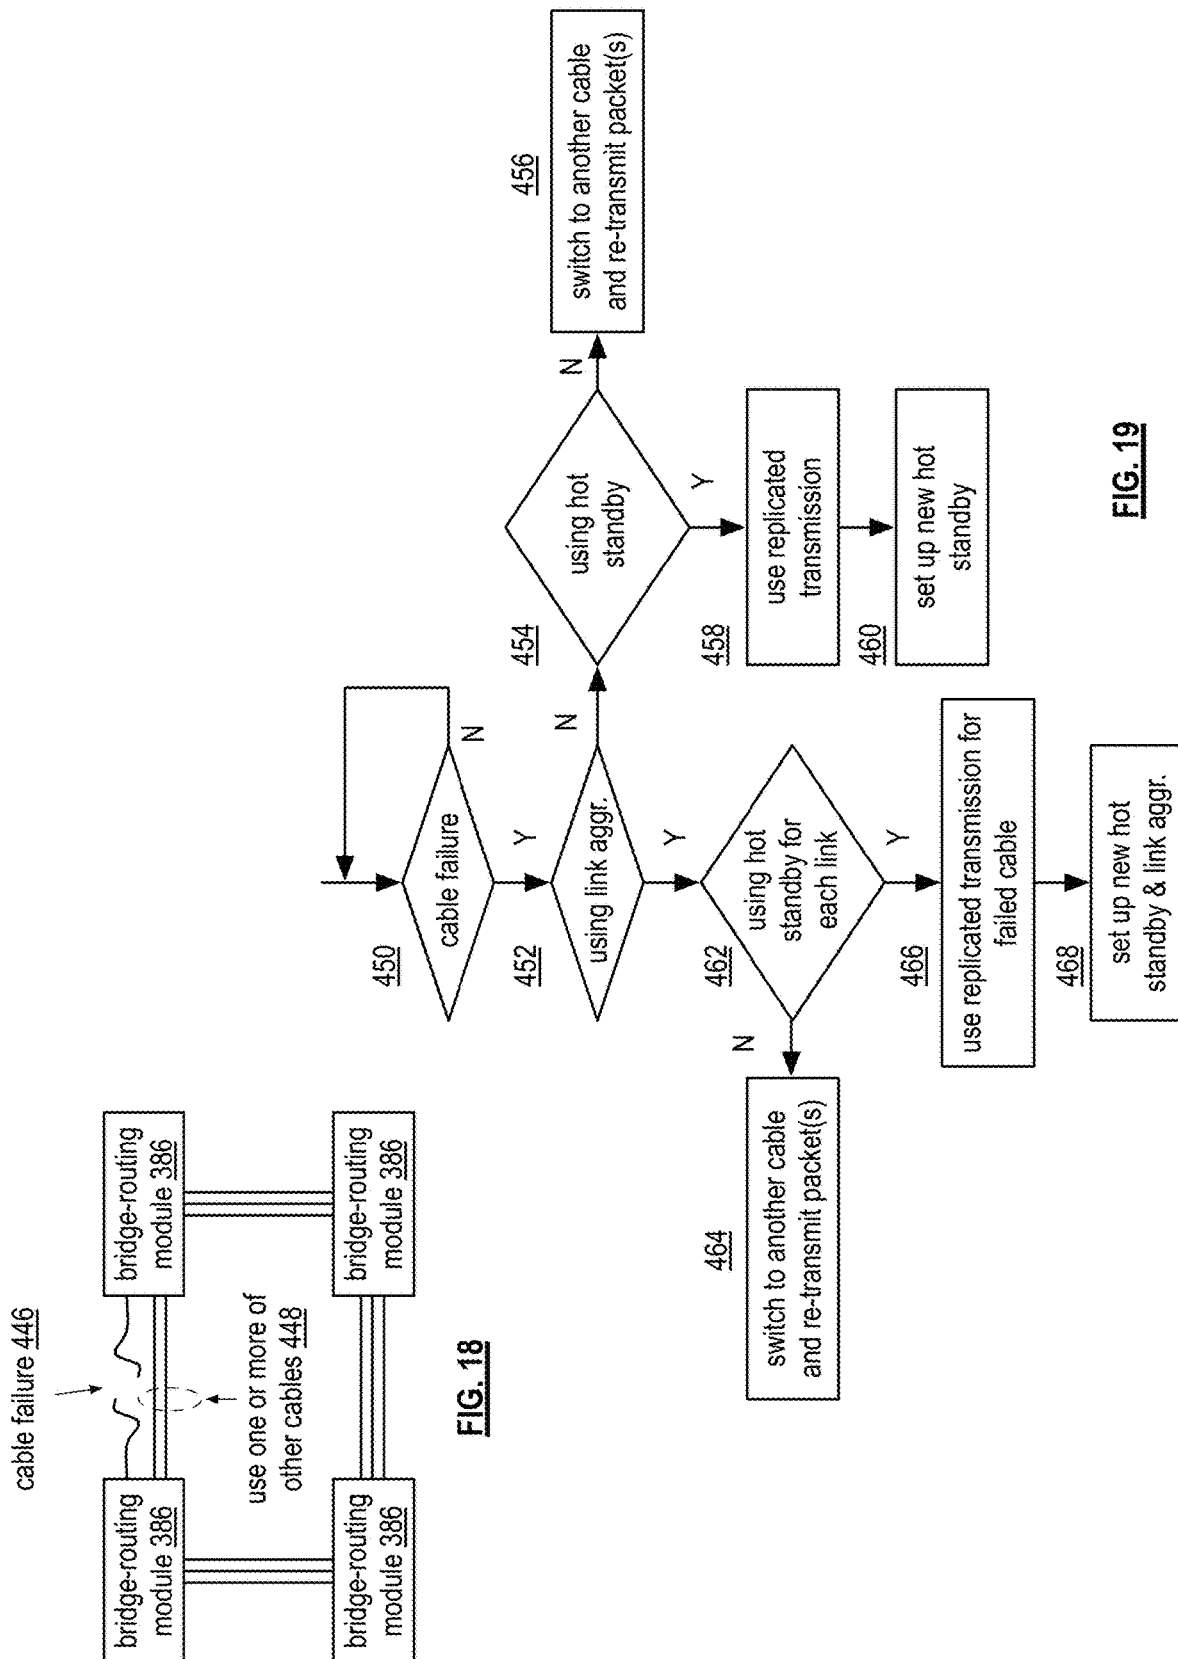 cable failure 446
bridge-routing
module 386
bridge-routing
module 386
use one or more of
other cables 448
bridge-routing
module 386
bridge-routing
module 386
FIG. 18
450
cable failure
N
Y
452
using link aggr.
N
Y
454
using hot
standby
N
Y
456
switch to another cable
and re-transmit packet(s)
458
use replicated
transmission
460
set up new hot
standby
462
using hot
standby for
each link
N
Y
464
switch to another cable
and re-transmit packet(s)
466
use replicated transmission for
failed cable
468
set up new hot
standby & link aggr.
FIG. 19